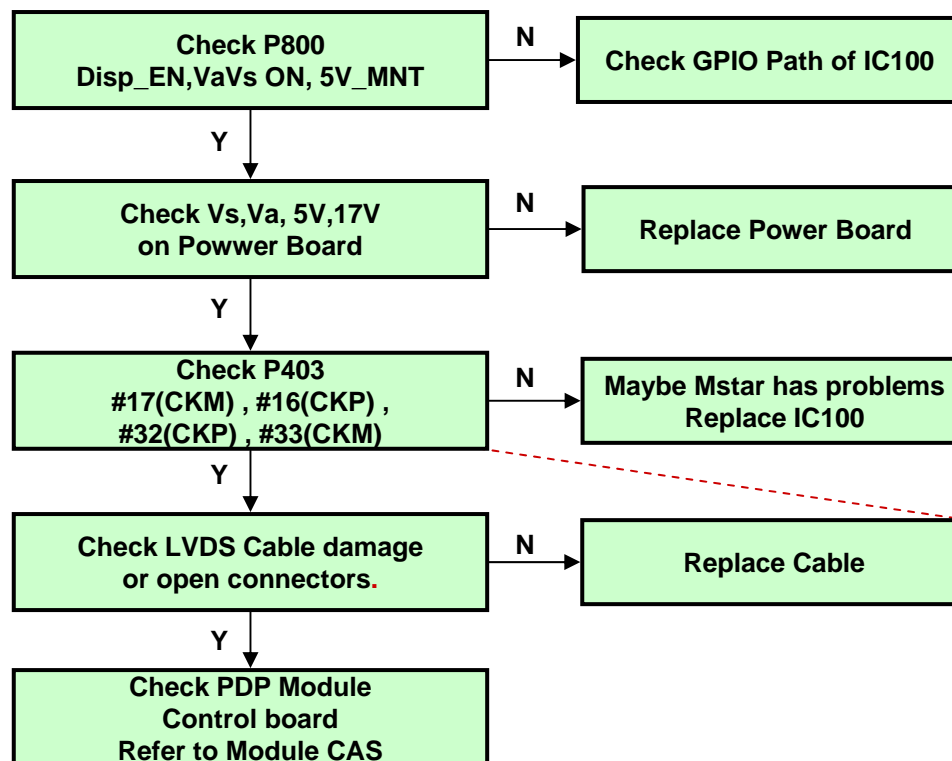 Check P800
Disp_EN,VaVs ON, 5V_MNT
N
Check GPIO Path of IC100
Y
Check Vs,Va, 5V,17V
on Powwer Board
N
Replace Power Board
Y
Check P403
#17(CKM) , #16(CKP) ,
#32(CKP) , #33(CKM)
N
Maybe Mstar has problems
Replace IC100
Y
Check LVDS Cable damage
or open connectors.
N
Replace Cable
Y
Check PDP Module
Control board
Refer to Module CAS